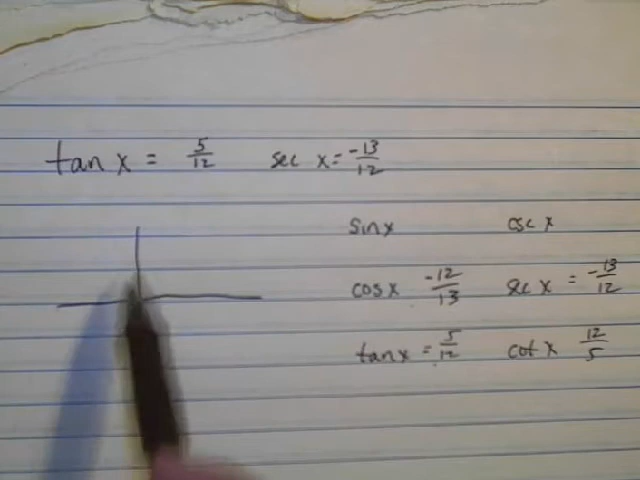 tan x = 5/12 sec x = -13/12
sin x csc x
cos x -12/13 sec x = -13/12
tan x = 5/12 cot x 12/5